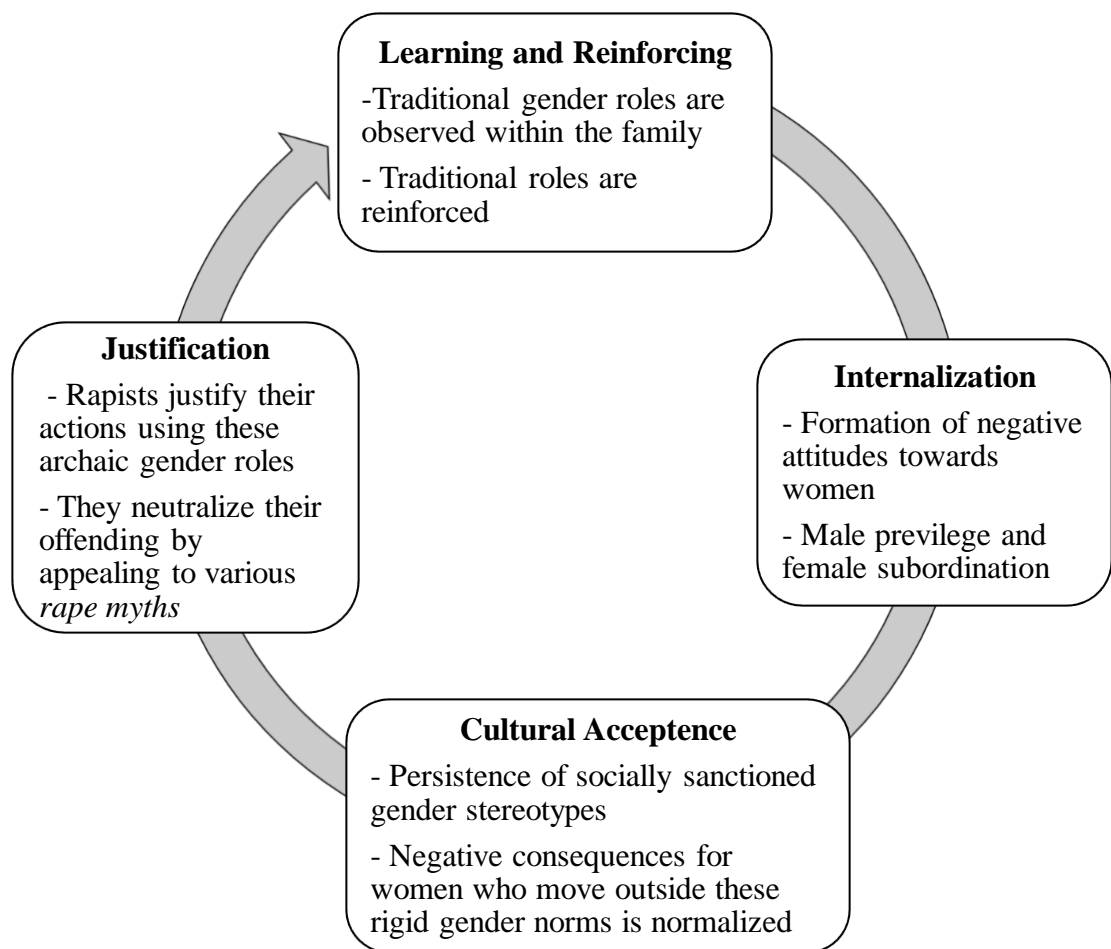 Learning and Reinforcing
-Traditional gender roles are
observed within the family
- Traditional roles are
reinforced
Internalization
- Formation of negative
attitudes towards
women
- Male previlege and
female subordination
Cultural Acceptence
- Persistence of socially sanctioned
gender stereotypes
- Negative consequences for
women who move outside these
rigid gender norms is normalized
Justification
- Rapists justify their
actions using these
archaic gender roles
- They neutralize their
offending by
appealing to various
rape myths